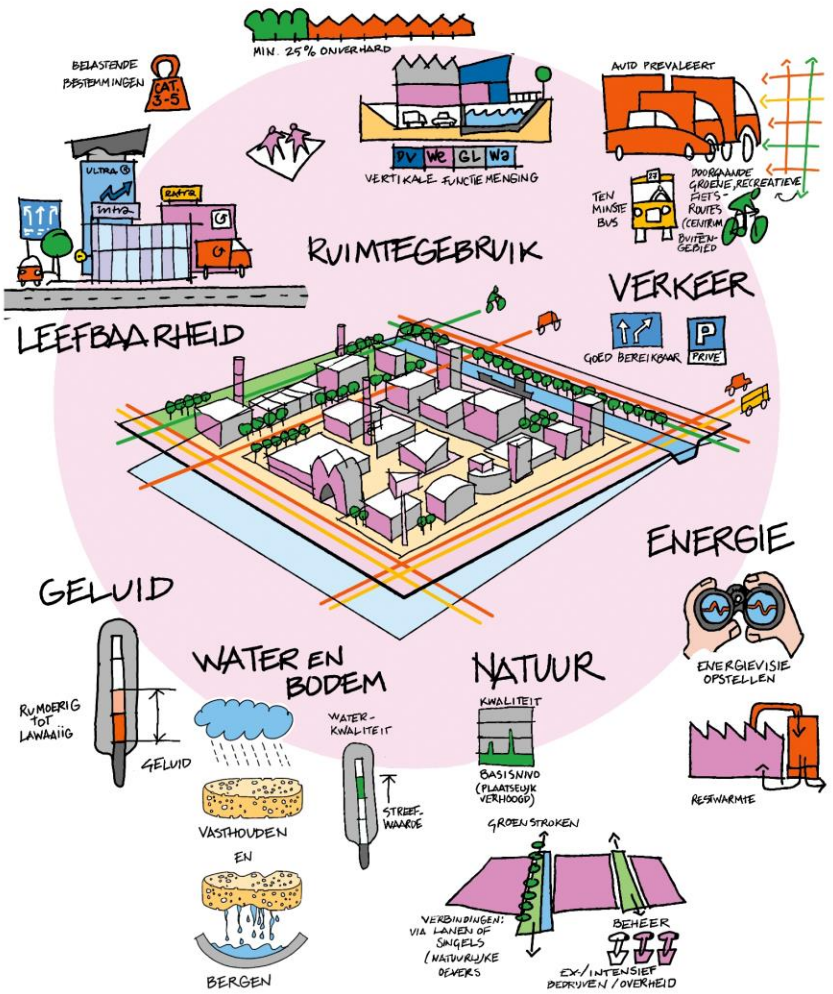 MIN. 25% ONVERHARD
BELASTENDE
BESTEMMINGEN
CAT.
3-5
ULTRA
intra
EXTRA
DV We GL Wa
VERTIKALE FUNCTIEMENGING
AUTO PREVALEERT
TEN
MINSTE
BUS
DOORGAANDE
GROENE, RECREATIEVE
FIETS-
ROUTES
(CENTRUM
BUITEN-
GEBIED
RUIMTEGEBRUIK
VERKEER
LEEFBAARHEID
GOED BEREIKBAAR
P
PRIVÉ
ENERGIE
ENERGIEVISIE
OPSTELLEN
RESTWARMTE
GELUID
RUMOERIG
TOT
LAWAAIIG
GELUID
WATER EN
BODEM
VASTHOUDEN
EN
BERGEN
WATER-
KWALITEIT
STREEF-
WAARDE
NATUUR
KWALITEIT
BASISNIVO
(PLAATSELIJK
VERHOOGD)
GROENSTROKEN
VERBINDINGEN:
VIA LANEN OF
SINGELS
(NATUURLIJKE
OEVERS
BEHEER
EX-/INTENSIEF
BEDRIJVEN/OVERHEID